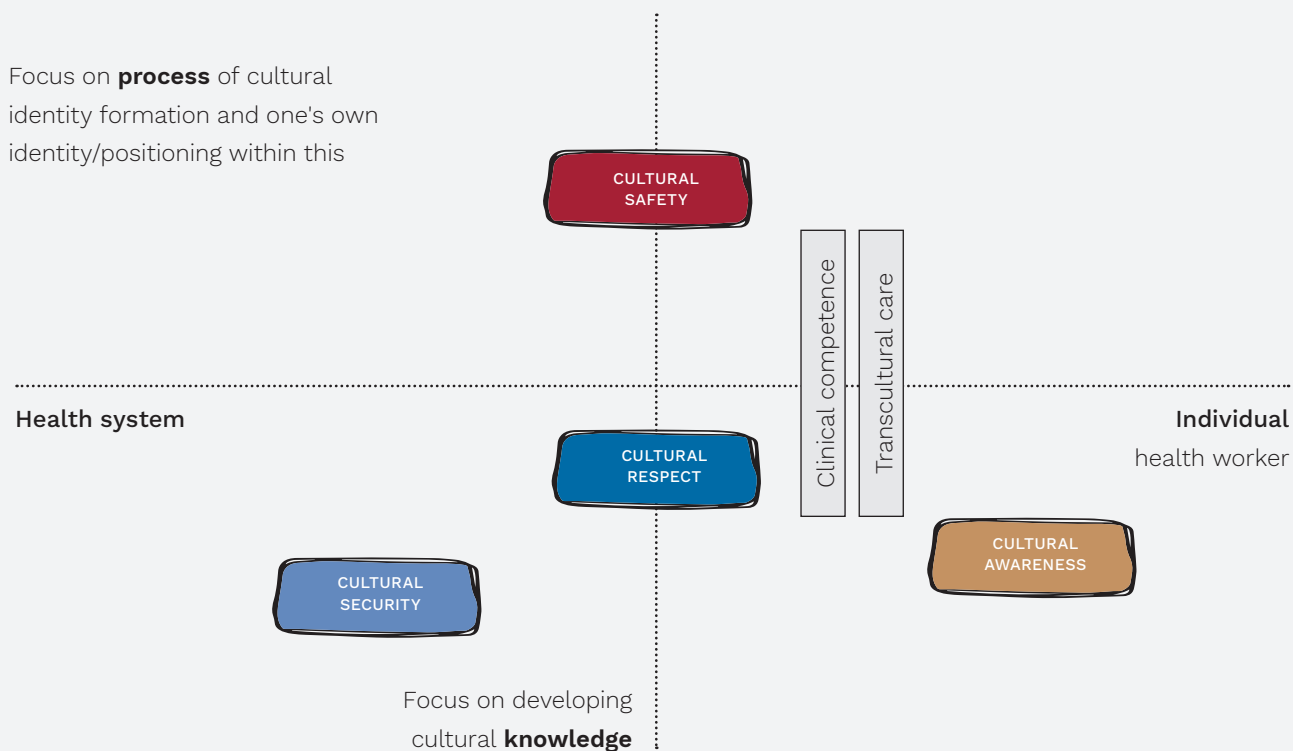 Focus on process of cultural
identity formation and one's own
identity/positioning within this
CULTURAL
SAFETY
Clinical competence
Transcultural care
Health system
Individual
health worker
CULTURAL
RESPECT
CULTURAL
AWARENESS
CULTURAL
SECURITY
Focus on developing
cultural knowledge